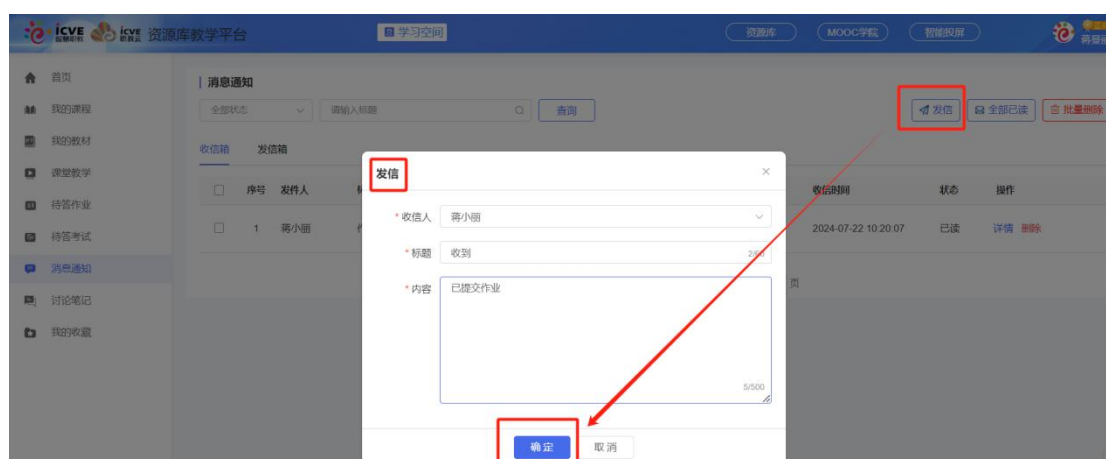 icve 智慧职教 icve 职教云 资源库教学平台
学习空间
资源库 MOOC学院 智能投屏
首页
我的课程
我的教材
课堂教学
待答作业
待答考试
消息通知
讨论笔记
我的收藏
消息通知
全部状态 请输入标题 查询
发信 全部已读 批量删除
收信箱 发信箱
序号 发件人 收信时间 状态 操作
1 蒋小丽 2024-07-22 10:20:07 已读 详情 删除
页
发信
* 收信人 蒋小丽
* 标题 收到
* 内容 已提交作业
5/500
确定 取消